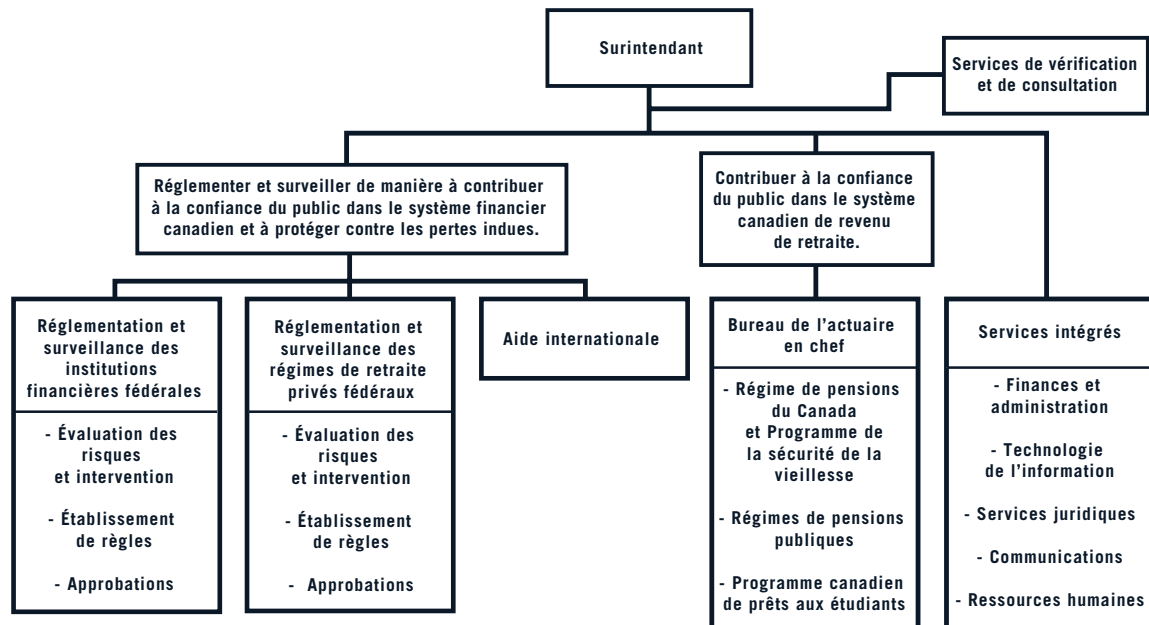 Surintendant
Services de vérification
et de consultation
Réglementer et surveiller de manière à contribuer
à la confiance du public dans le système financier
canadien et à protéger contre les pertes indues.
Contribuer à la confiance
du public dans le système
canadien de revenu
de retraite.
Réglementation et
surveillance des
institutions
financières fédérales
- Évaluation des
risques
et intervention
- Établissement
de règles
- Approbations
Réglementation et
surveillance des
régimes de retraite
privés fédéraux
- Évaluation des
risques
et intervention
- Établissement
de règles
- Approbations
Aide internationale
Bureau de l'actuaire
en chef
- Régime de pensions
du Canada
et Programme de
la sécurité de la
vieillesse
- Régimes de pensions
publiques
- Programme canadien
de prêts aux étudiants
Services intégrés
- Finances et
administration
- Technologie
de l'information
- Services juridiques
- Communications
- Ressources humaines